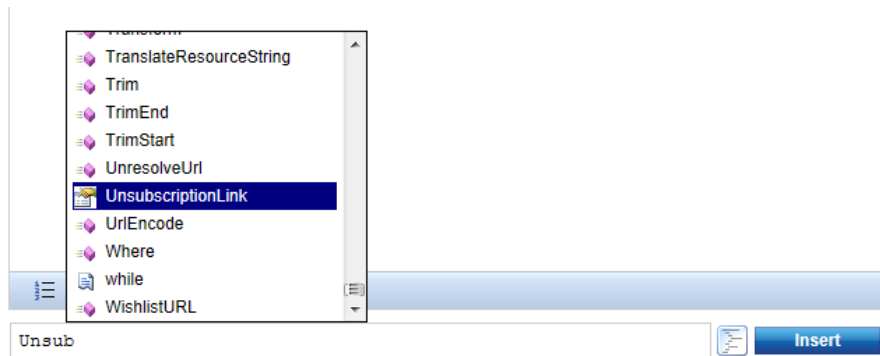 TranslateResourceString
Trim
TrimEnd
TrimStart
UnresolveUrl
UnsubscriptionLink
UrlEncode
Where
while
WishlistURL
Unsub
Insert